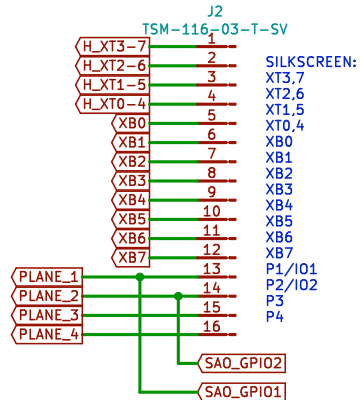 J2
TSM-116-03-T-SV
H_XT3-7 1
H_XT2-6 2
H_XT1-5 3
H_XT0-4 4
XB0 5
XB1 6
XB2 7
XB3 8
XB4 9
XB5 10
XB6 11
XB7 12
PLANE_1 13
PLANE_2 14
PLANE_3 15
PLANE_4 16
SAO_GPIO2
SAO_GPIO1
SILKSCREEN:
XT3,7
XT2,6
XT1,5
XT0,4
XB0
XB1
XB2
XB3
XB4
XB5
XB6
XB7
P1/IO1
P2/IO2
P3
P4